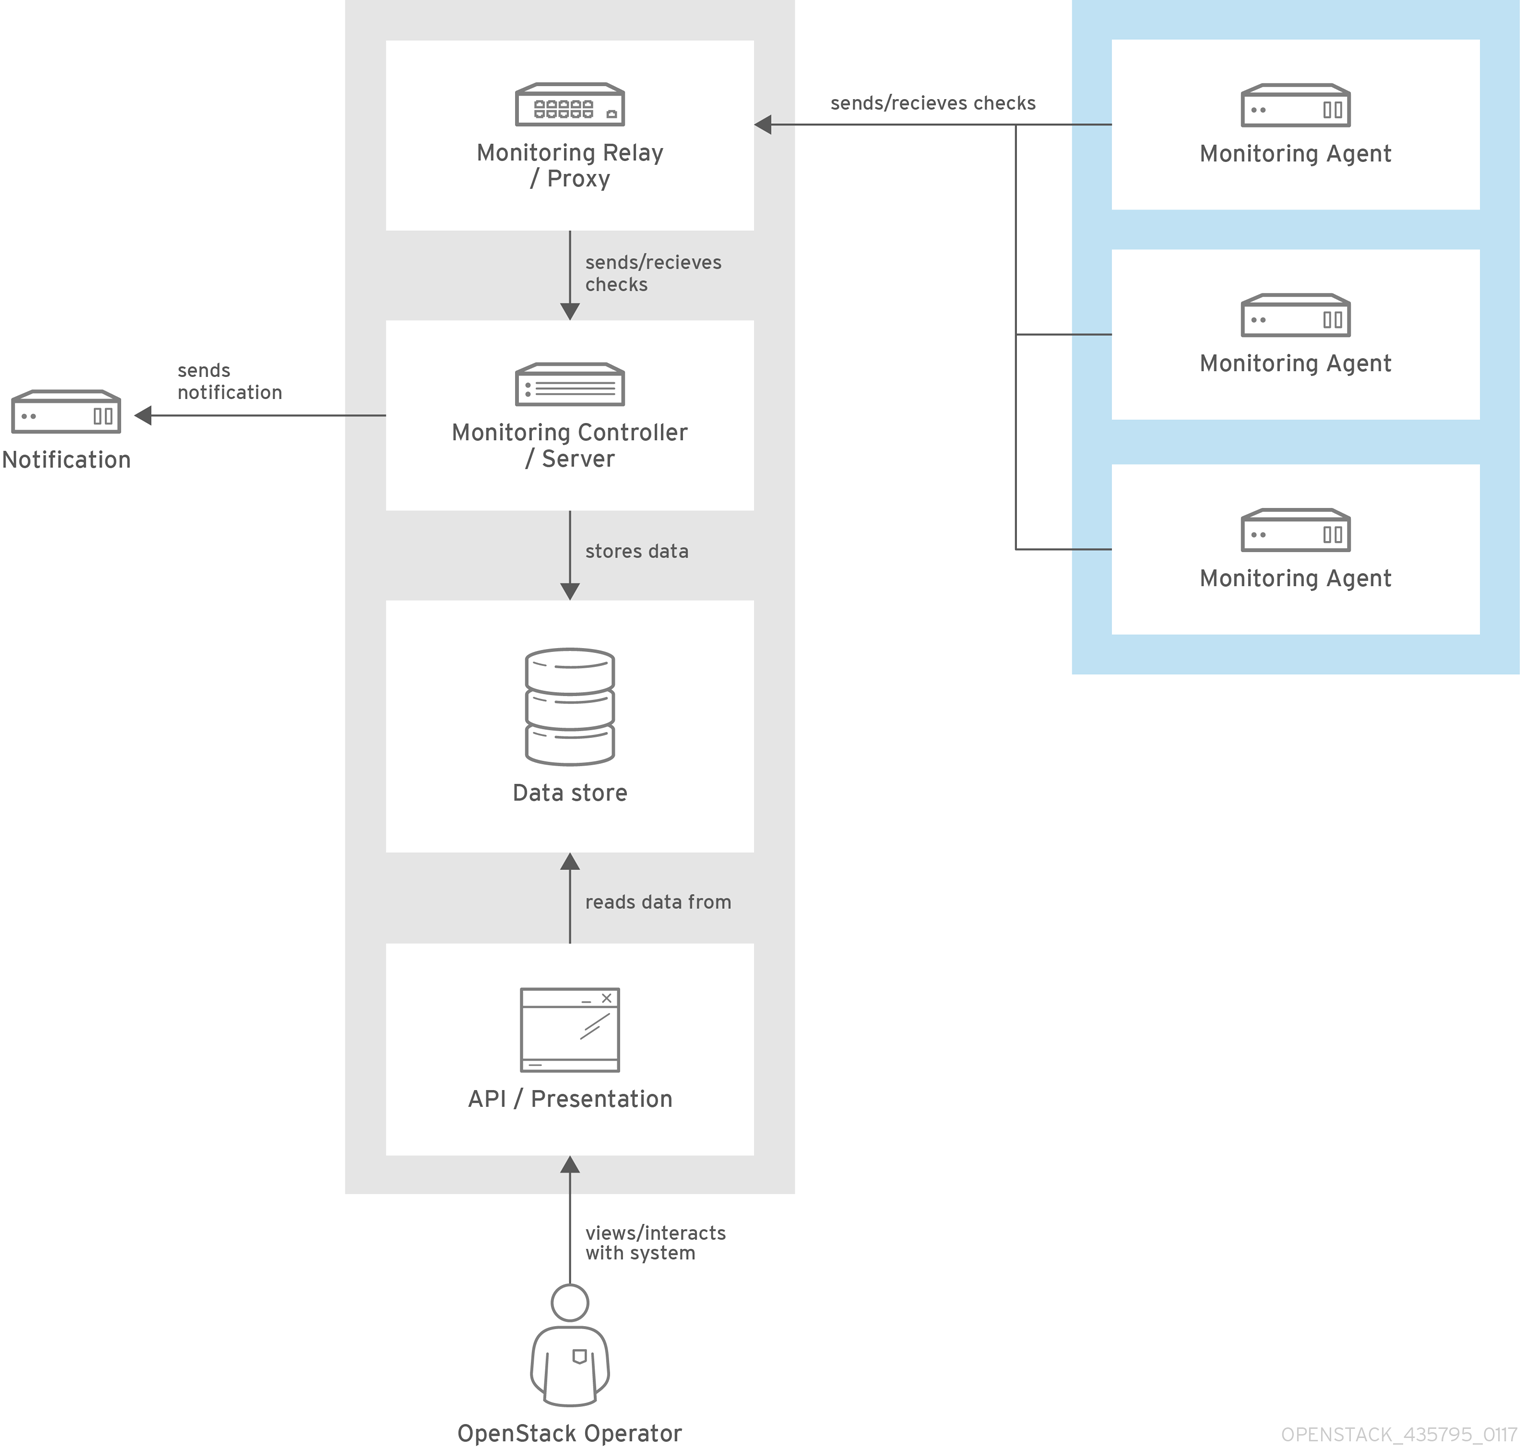 Monitoring Relay
/ Proxy
sends/recieves checks
Monitoring Agent
sends/recieves
checks
Monitoring Agent
sends
notification
Notification
Monitoring Controller
/ Server
Monitoring Agent
stores data
Data store
reads data from
API / Presentation
views/interacts
with system
OpenStack Operator
OPENSTACK_435795_0117